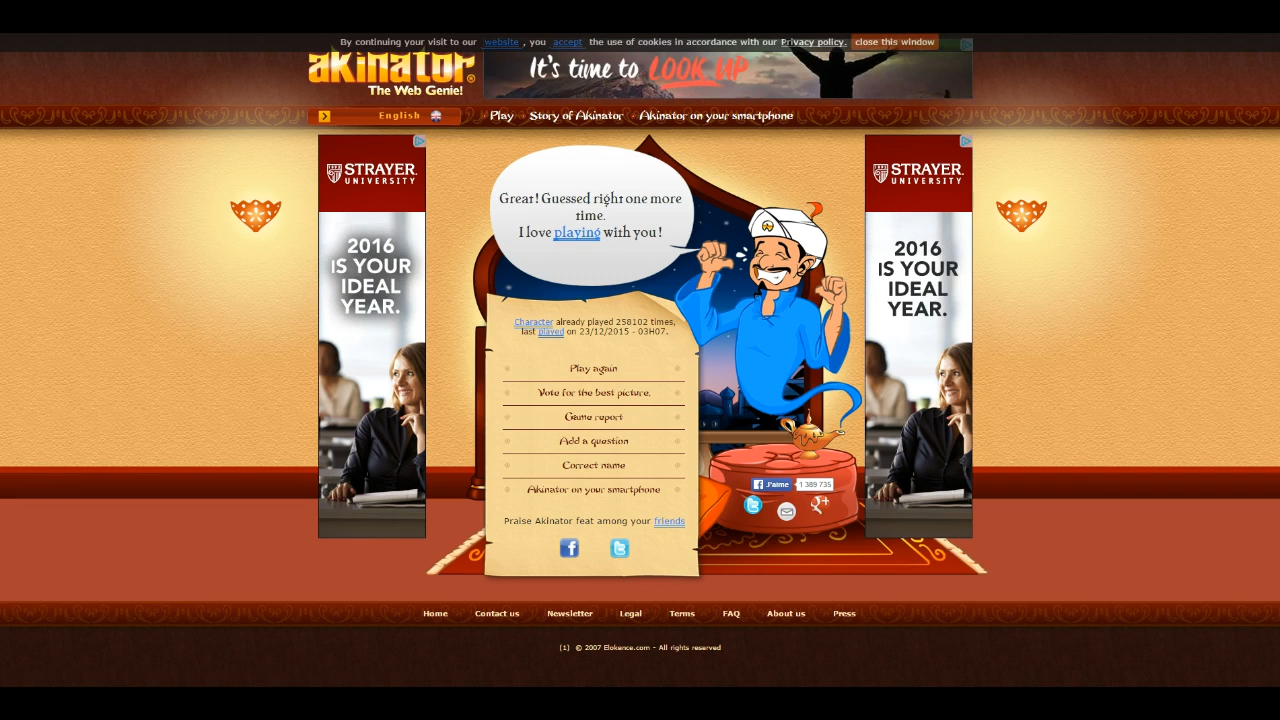 By continuing your visit to our website , you accept the use of cookies in accordance with our Privacy policy. close this window
akinator®
The Web Genie!
It's time to LOOK UP
English
Play Story of Akinator Akinator on your smartphone
STRAYER
UNIVERSITY
2016
IS YOUR
IDEAL
YEAR.
Great! Guessed right one more
time.
I love playing with you!
Character already played 258102 times,
last played on 23/12/2015 - 03H07.
Play again
Vote for the best picture.
Game report
Add a question
Correct name
Akinator on your smartphone
Praise Akinator feat among your friends
J'aime 1 389 735
STRAYER
UNIVERSITY
2016
IS YOUR
IDEAL
YEAR.
Home Contact us Newsletter Legal Terms FAQ About us Press
(1) © 2007 Elokence.com - All rights reserved